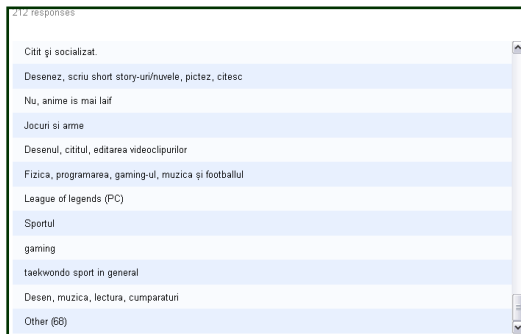 212 responses
Citit şi socializat.
Desenez, scriu short story-uri/nuvele, pictez, citesc
Nu, anime is mai laif
Jocuri si arme
Desenul, cititul, editarea videoclipurilor
Fizica, programarea, gaming-ul, muzica și footballul
League of legends (PC)
Sportul
gaming
taekwondo sport in general
Desen, muzica, lectura, cumparaturi
Other (68)